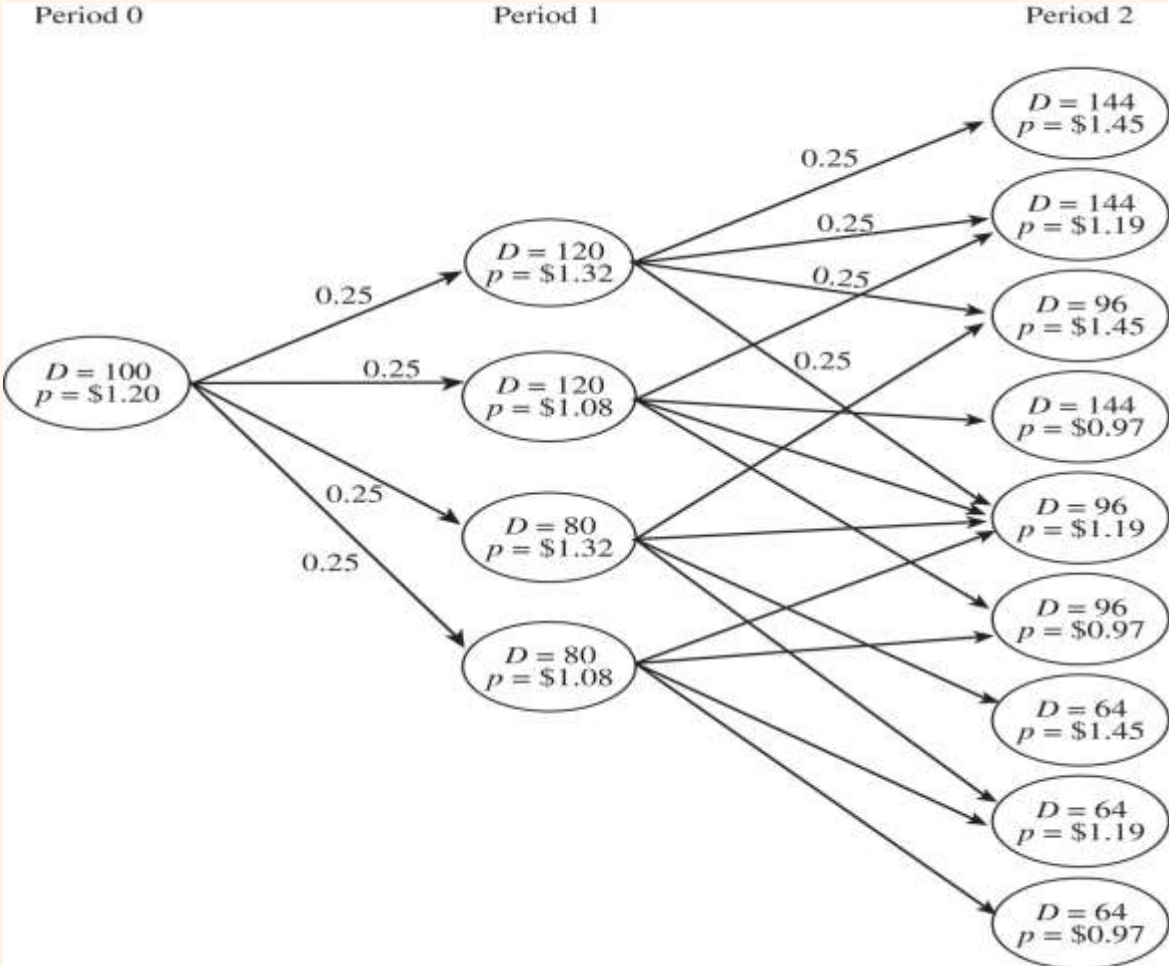 Period 0 Period 1 Period 2
D = 144
p = $1.45
0.25
D = 144
p = $1.19
0.25
D = 120
p = $1.32
0.25
0.25
D = 96
p = $1.45
D = 100
p = $1.20
0.25
D = 120
p = $1.08
0.25
D = 144
p = $0.97
0.25
D = 80
p = $1.32
D = 96
p = $1.19
0.25
D = 80
p = $1.08
D = 96
p = $0.97
D = 64
p = $1.45
D = 64
p = $1.19
D = 64
p = $0.97